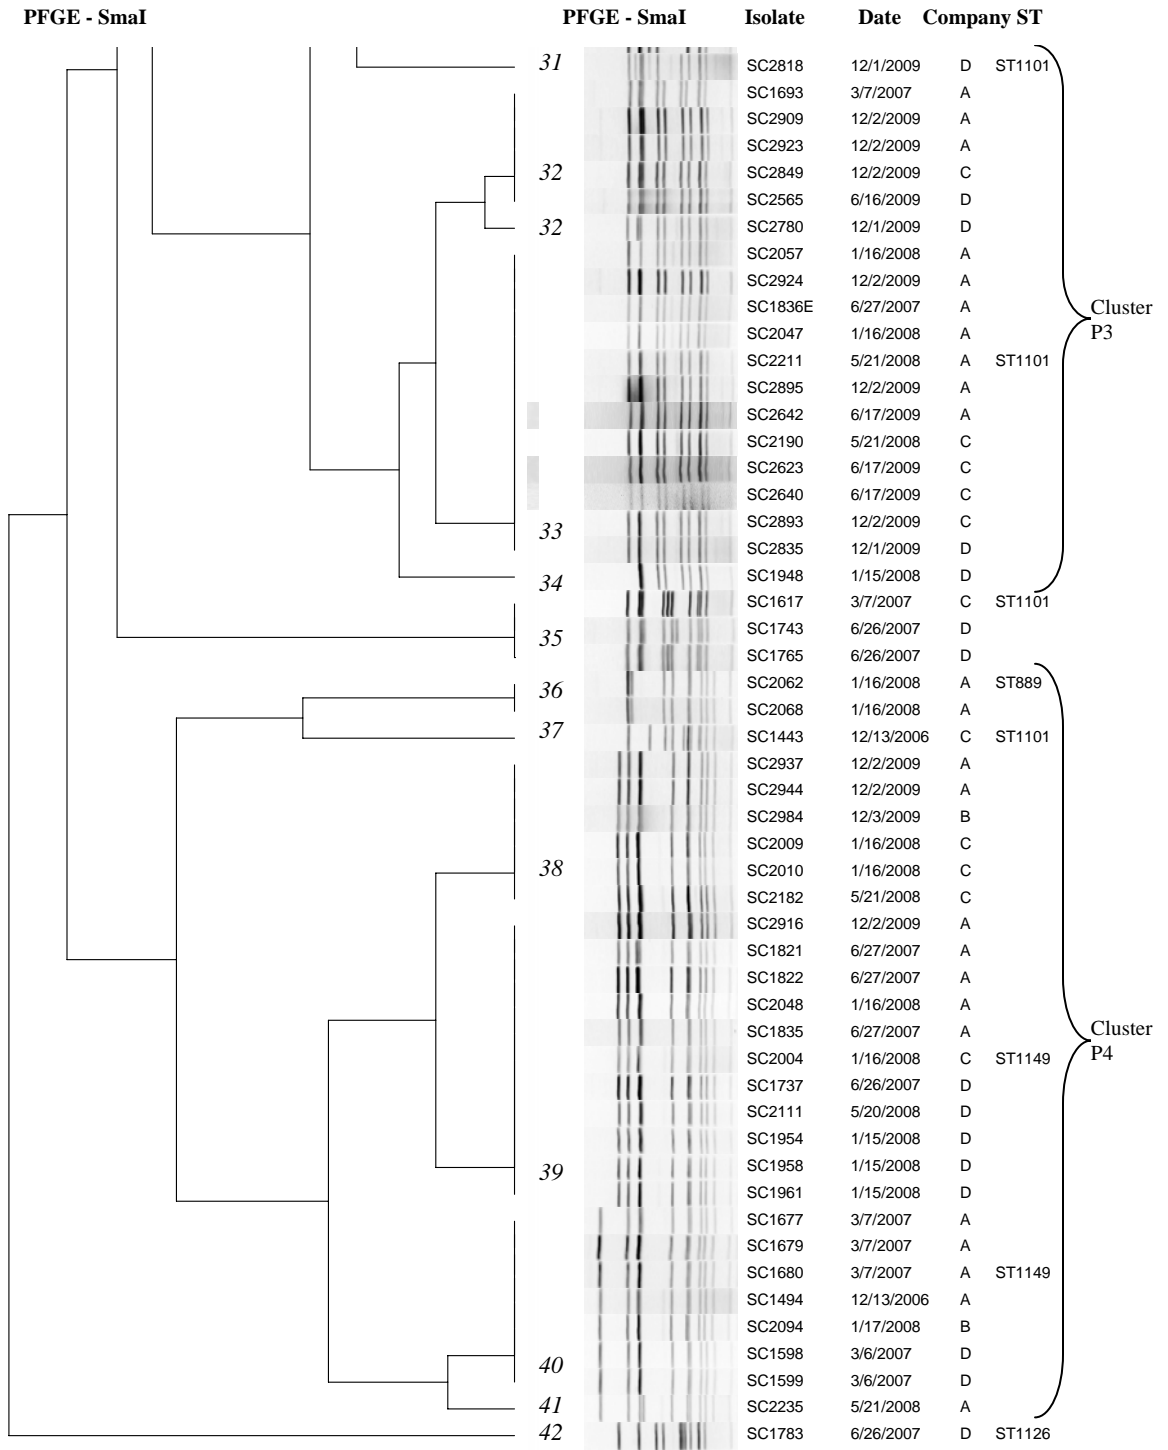 PFGE - SmaI PFGE - SmaI Isolate Date Company ST
31 SC2818 12/1/2009 D ST1101
SC1693 3/7/2007 A
SC2909 12/2/2009 A
SC2923 12/2/2009 A
32 SC2849 12/2/2009 C
SC2565 6/16/2009 D
32 SC2780 12/1/2009 D
SC2057 1/16/2008 A
SC2924 12/2/2009 A
SC1836E 6/27/2007 A
Cluster
P3
SC2047 1/16/2008 A
SC2211 5/21/2008 A ST1101
SC2895 12/2/2009 A
SC2642 6/17/2009 A
SC2190 5/21/2008 C
SC2623 6/17/2009 C
SC2640 6/17/2009 C
33 SC2893 12/2/2009 C
SC2835 12/1/2009 D
34 SC1948 1/15/2008 D
SC1617 3/7/2007 C ST1101
35 SC1743 6/26/2007 D
SC1765 6/26/2007 D
36 SC2062 1/16/2008 A ST889
SC2068 1/16/2008 A
37 SC1443 12/13/2006 C ST1101
SC2937 12/2/2009 A
SC2944 12/2/2009 A
SC2984 12/3/2009 B
SC2009 1/16/2008 C
38 SC2010 1/16/2008 C
SC2182 5/21/2008 C
SC2916 12/2/2009 A
SC1821 6/27/2007 A
SC1822 6/27/2007 A
SC2048 1/16/2008 A
SC1835 6/27/2007 A
Cluster
P4
SC2004 1/16/2008 C ST1149
SC1737 6/26/2007 D
SC2111 5/20/2008 D
SC1954 1/15/2008 D
39 SC1958 1/15/2008 D
SC1961 1/15/2008 D
SC1677 3/7/2007 A
SC1679 3/7/2007 A
SC1680 3/7/2007 A ST1149
SC1494 12/13/2006 A
SC2094 1/17/2008 B
40 SC1598 3/6/2007 D
SC1599 3/6/2007 D
41 SC2235 5/21/2008 A
42 SC1783 6/26/2007 D ST1126